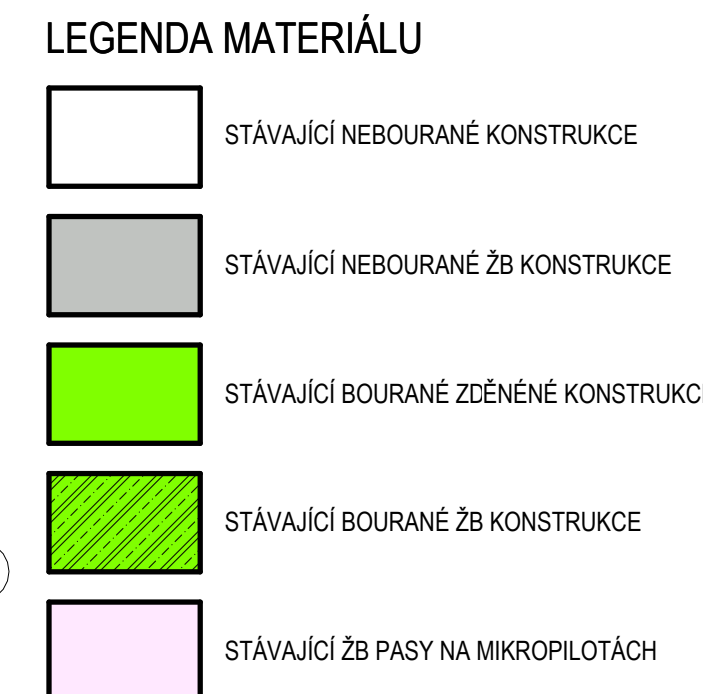 LEGENDA MATERIÁLU
STÁVAJÍCÍ NEBOURANÉ KONSTRUKCE
STÁVAJÍCÍ NEBOURANÉ ŽB KONSTRUKCE
STÁVAJÍCÍ BOURANÉ ZDĚNÉNÉ KONSTRUKC
STÁVAJÍCÍ BOURANÉ ŽB KONSTRUKCE
STÁVAJÍCÍ ŽB PASY NA MIKROPILOTÁCH